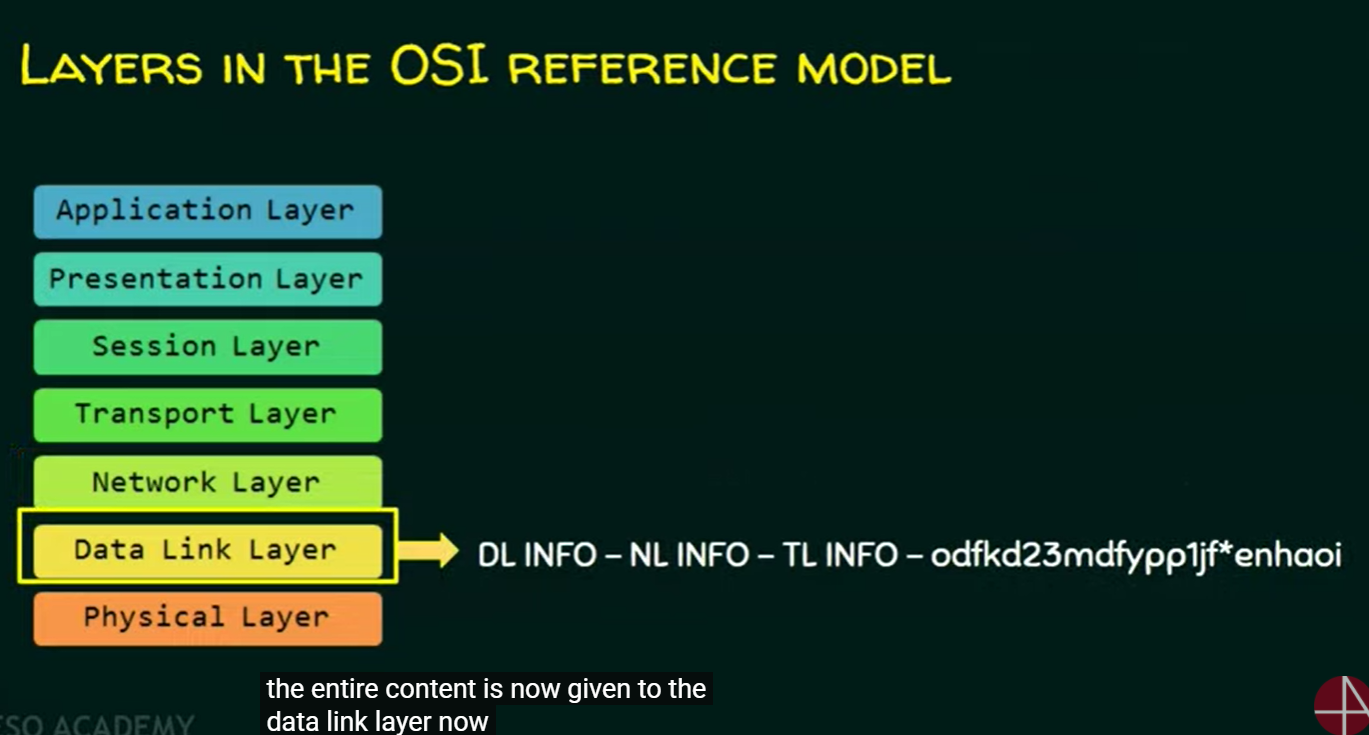 LAYERS IN THE OSI REFERENCE MODEL
Application Layer
Presentation Layer
Session Layer
Transport Layer
Network Layer
Data Link Layer
DL INFO – NL INFO – TL INFO – odfkd23mdfypp1jf*enhaoi
Physical Layer
the entire content is now given to the
data link layer now
ESO ACADEMY